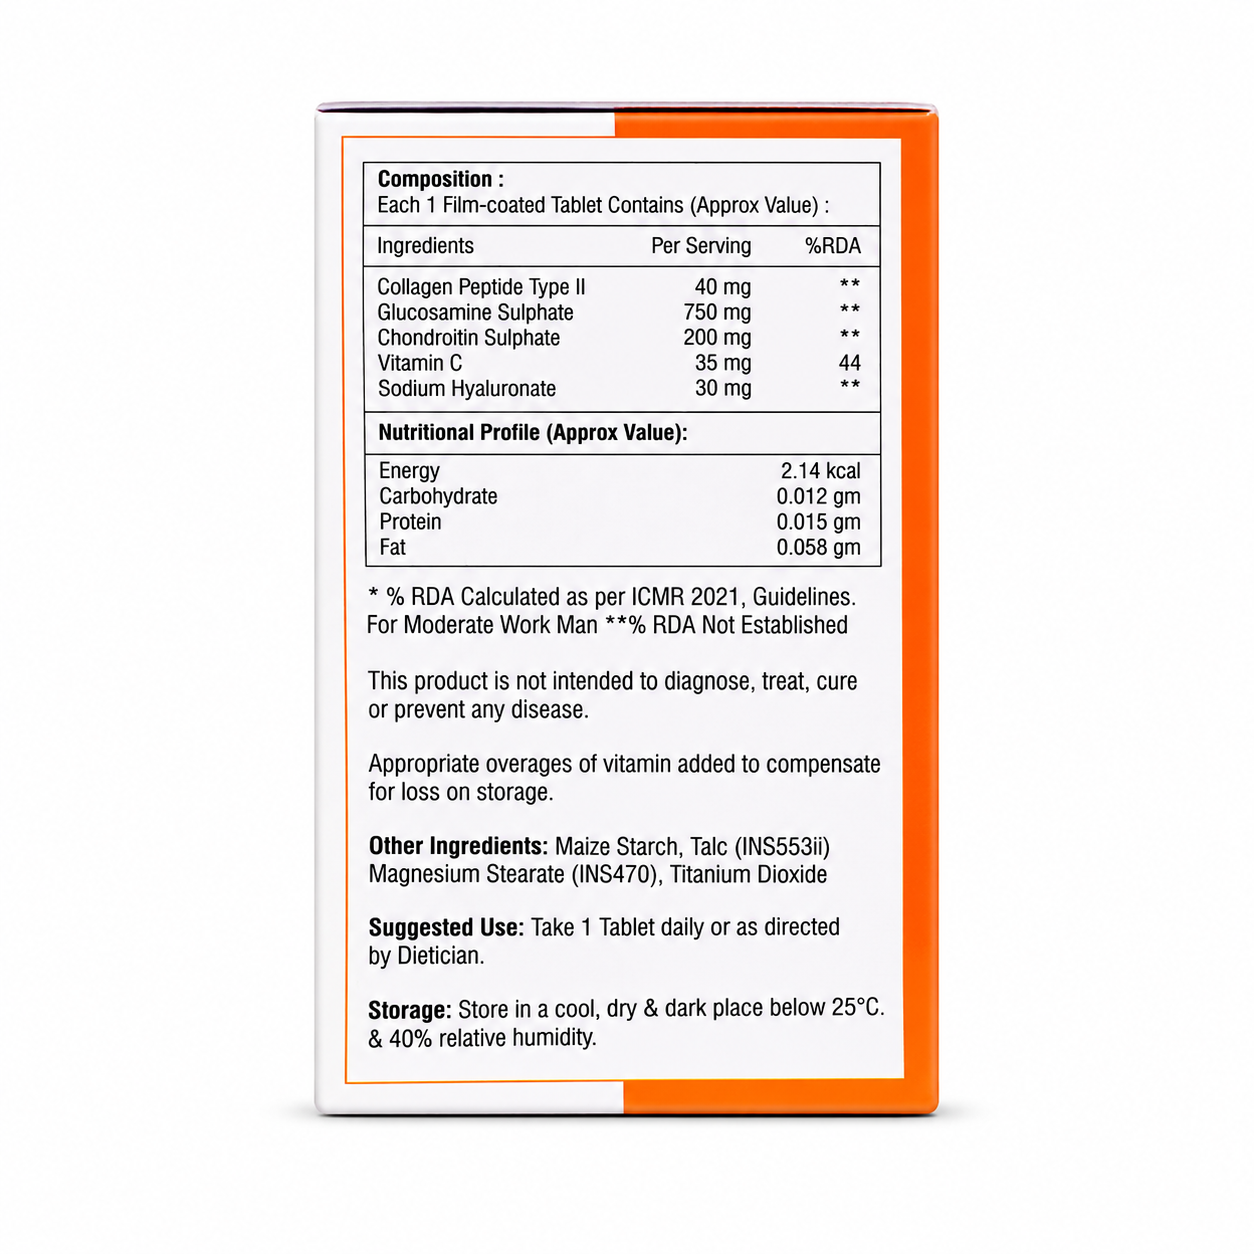 Composition :
Each 1 Film-coated Tablet Contains (Approx Value) :
Ingredients Per Serving %RDA
Collagen Peptide Type II 40 mg **
Glucosamine Sulphate 750 mg **
Chondroitin Sulphate 200 mg **
Vitamin C 35 mg 44
Sodium Hyaluronate 30 mg **
Nutritional Profile (Approx Value):
Energy 2.14 kcal
Carbohydrate 0.012 gm
Protein 0.015 gm
Fat 0.058 gm
* % RDA Calculated as per ICMR 2021, Guidelines.
For Moderate Work Man **% RDA Not Established
This product is not intended to diagnose, treat, cure
or prevent any disease.
Appropriate overages of vitamin added to compensate
for loss on storage.
Other Ingredients: Maize Starch, Talc (INS553ii)
Magnesium Stearate (INS470), Titanium Dioxide
Suggested Use: Take 1 Tablet daily or as directed
by Dietician.
Storage: Store in a cool, dry & dark place below 25°C.
& 40% relative humidity.